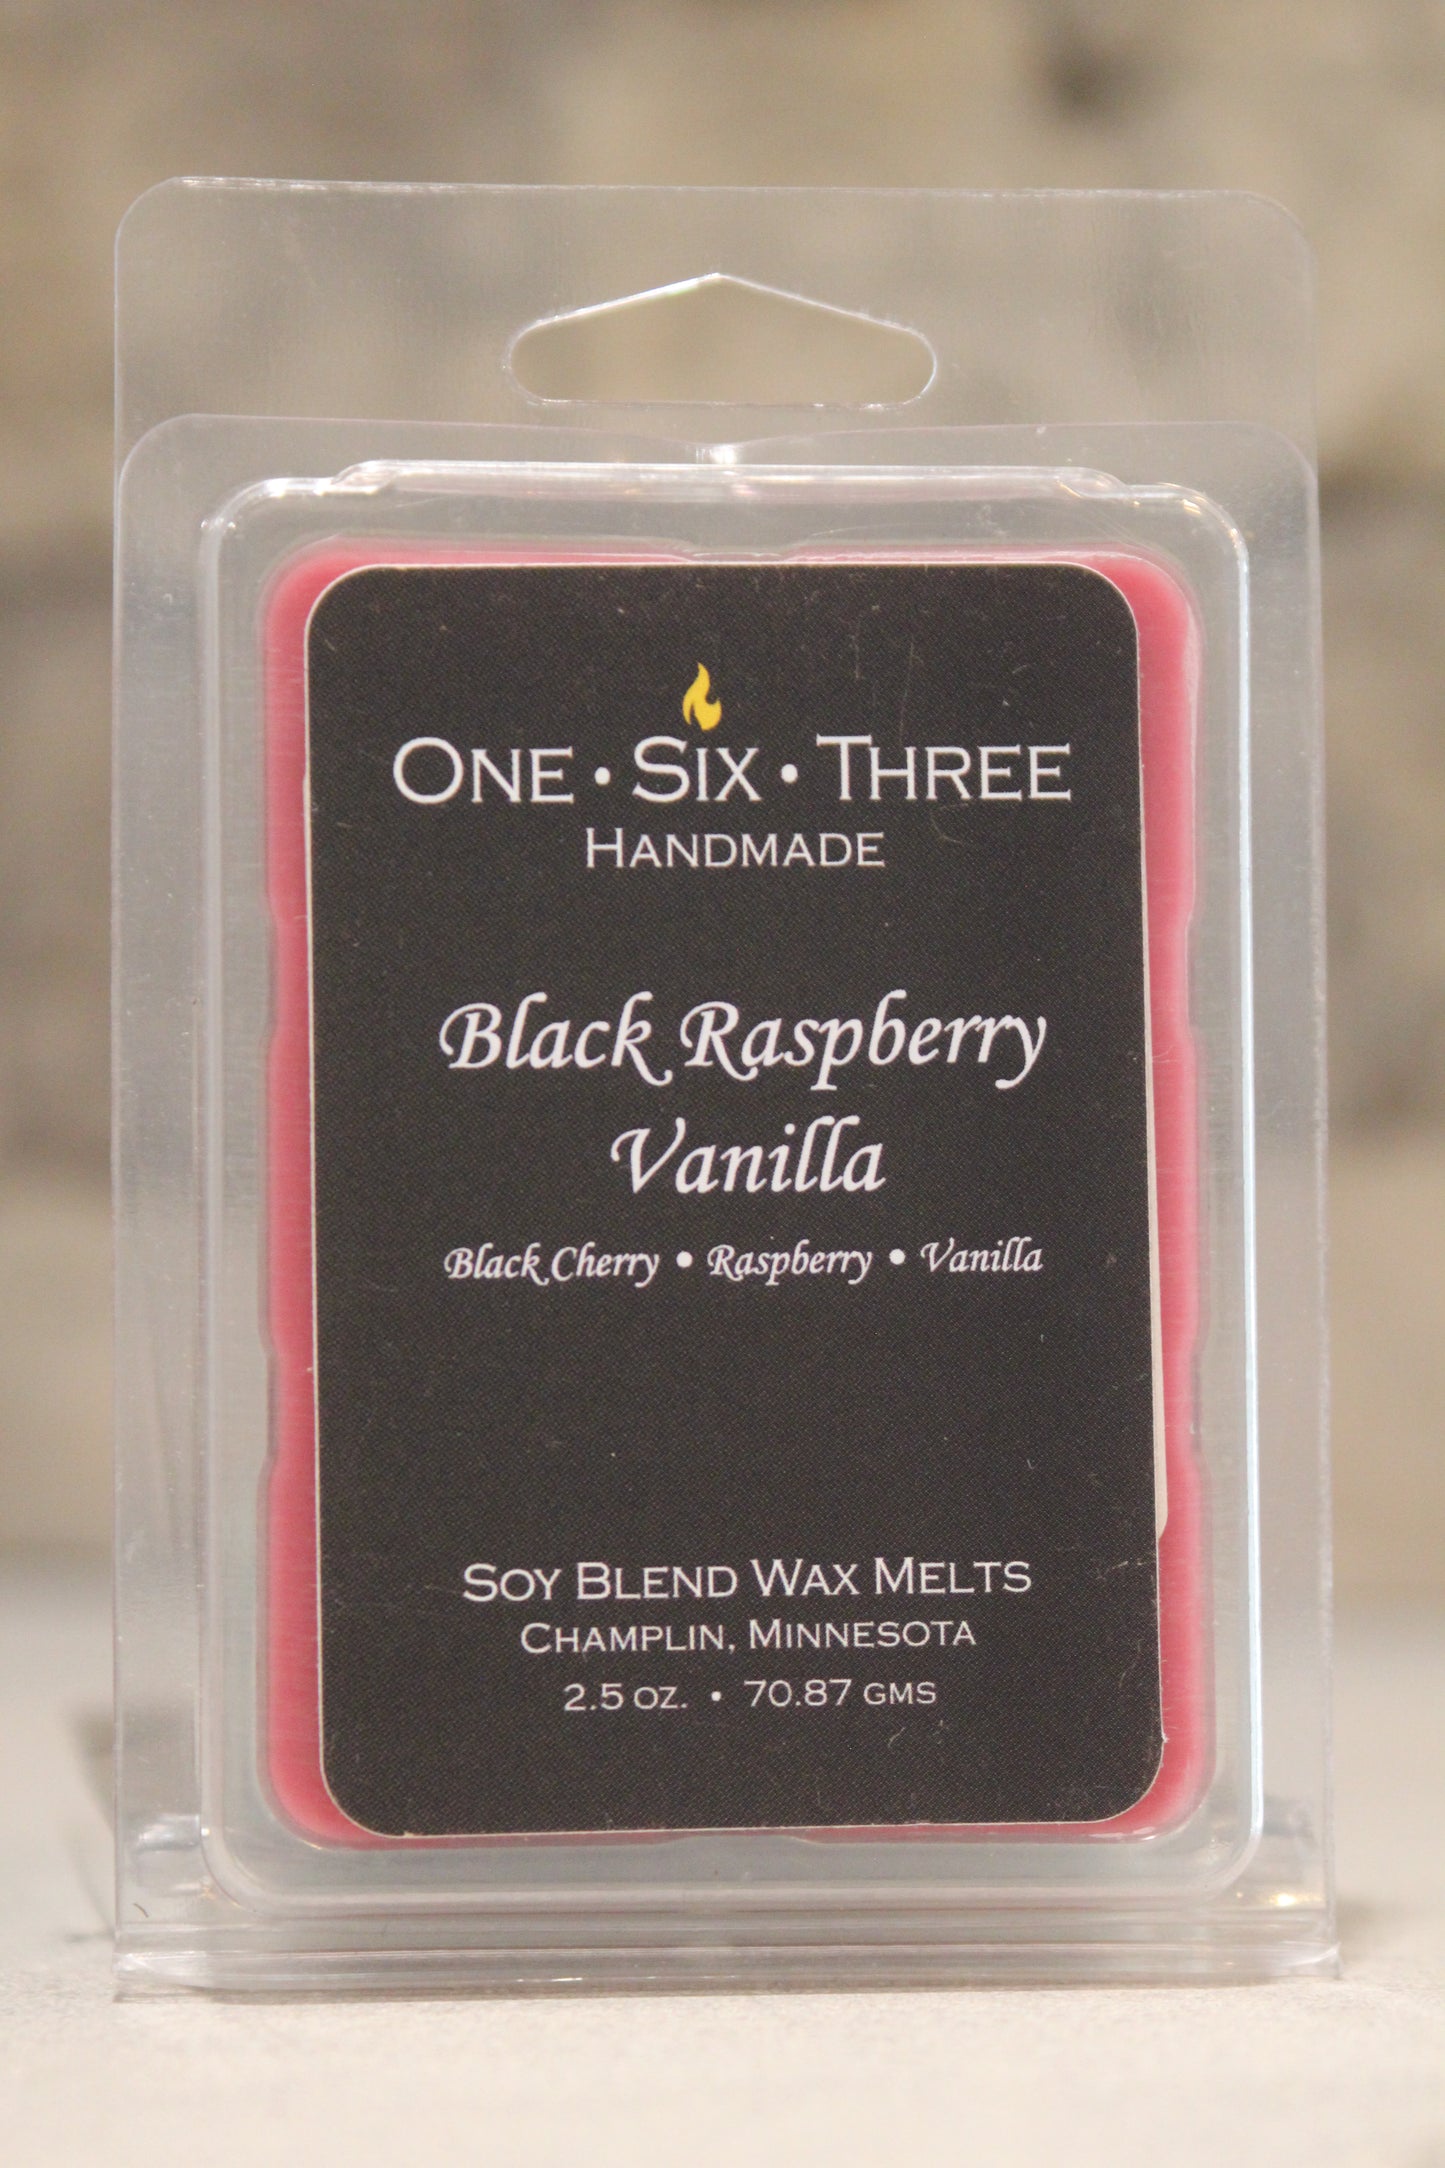 One • Six • Three
Handmade
Black Raspberry
Vanilla
Black Cherry • Raspberry • Vanilla
Soy Blend Wax Melts
Champlin, Minnesota
2.5 oz. • 70.87 gms